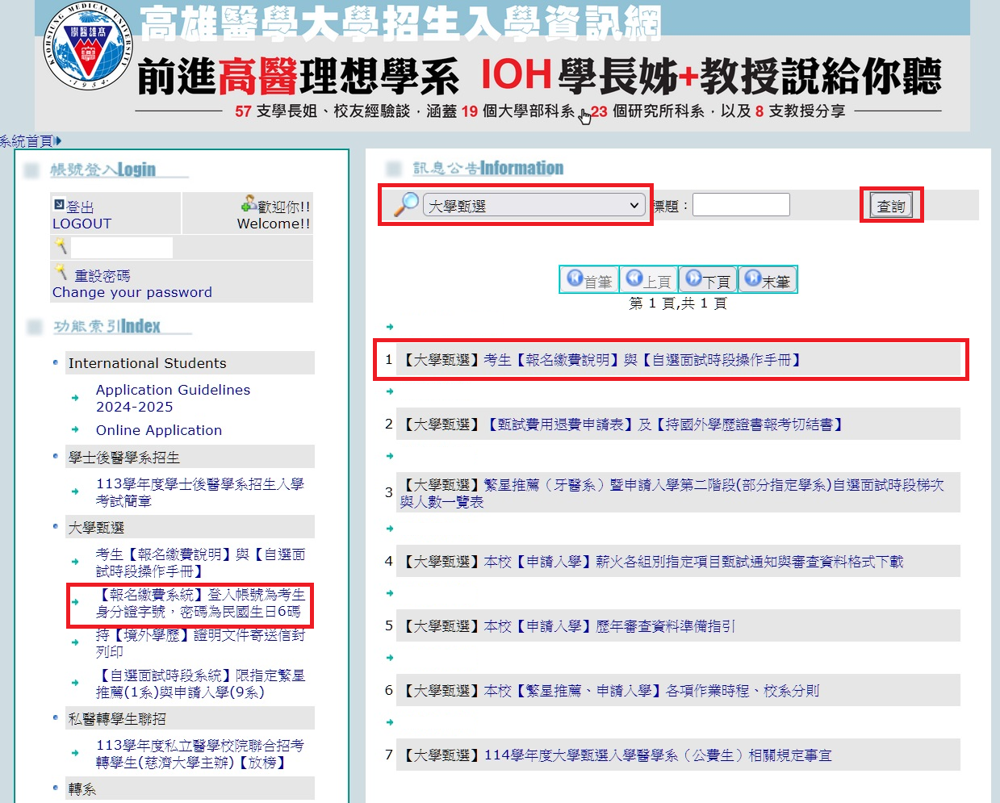 高雄醫學大學招生入學資訊網
KAOHSIUNG MEDICAL UNIVERSITY
學醫雄高
1954
前進高醫理想學系 IOH 學長姊+教授說給你聽
57 支學長姐、校友經驗談．涵蓋 19 個大學部科系、23 個研究所科系．以及 8 支教授分享
系統首頁
帳號登入Login
登出
LOGOUT
歡迎你!!
Welcome!!
重設密碼
Change your password
功能索引Index
International Students
Application Guidelines
2024-2025
Online Application
學士後醫學系招生
113學年度學士後醫學系招生入學
考試簡章
大學甄選
考生【報名繳費說明】與【自選面
試時段操作手冊】
【報名繳費系統】登入帳號為考生
身分證字號，密碼為民國生日6碼
持【境外學歷】證明文件寄送信封
列印
【自選面試時段系統】限指定繁星
推薦(1系)與申請入學(9系)
私醫轉學生聯招
113學年度私立醫學校院聯合招考
轉學生(慈濟大學主辦)【放榜】
轉系
訊息公告Information
大學甄選
標題：
查詢
首筆 上頁 下頁 末筆
第 1 頁,共 1 頁
1 【大學甄選】考生【報名繳費說明】與【自選面試時段操作手冊】
2 【大學甄選】【甄試費用退費申請表】及【持國外學歷證書報考切結書】
3 【大學甄選】繁星推薦（牙醫系）暨申請入學第二階段(部分指定學系)自選面試時段梯次
與人數一覽表
4 【大學甄選】本校【申請入學】薪火各組別指定項目甄試通知與審查資料格式下載
5 【大學甄選】本校【申請入學】歷年審查資料準備指引
6 【大學甄選】本校【繁星推薦、申請入學】各項作業時程、校系分則
7 【大學甄選】114學年度大學甄選入學醫學系（公費生）相關規定事宜